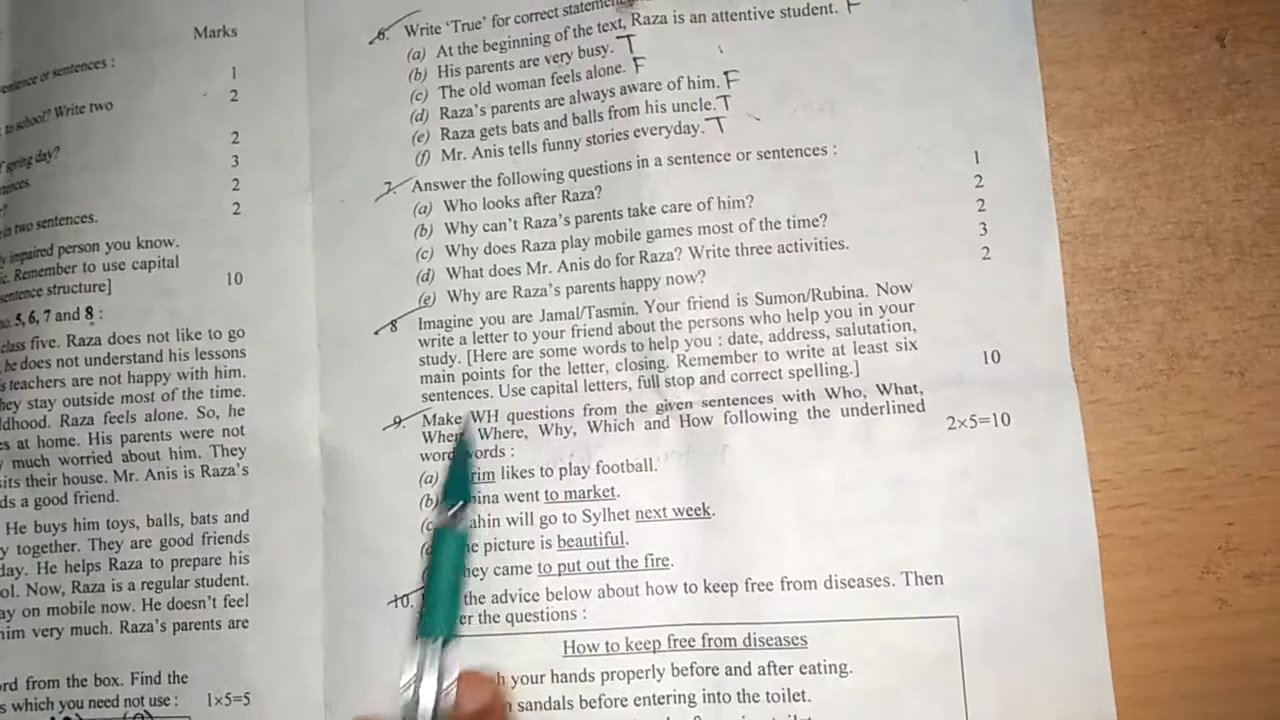 Marks
sentence or sentences :
1
to school? Write two
2
spring day?
2
3
2
in two sentences.
2
impaired person you know.
Remember to use capital
sentence structure]
10
5, 6, 7 and 8 :
class five. Raza does not like to go
he does not understand his lessons
teachers are not happy with him.
they stay outside most of the time.
Raza feels alone. So, he
at home. His parents were not
much worried about him. They
their house. Mr. Anis is Raza's
a good friend.
He buys him toys, balls, bats and
together. They are good friends
He helps Raza to prepare his
Now, Raza is a regular student.
on mobile now. He doesn't feel
him very much. Raza's parents are
from the box. Find the
which you need not use :
1×5=5
6. Write 'True' for correct
(a) At the beginning of the text, Raza is an attentive student. F
(b) His parents are very busy. T
(c) The old woman feels alone. F
(d) Raza's parents are always aware of him. F
(e) Raza gets bats and balls from his uncle. T
(f) Mr. Anis tells funny stories everyday. T
7. Answer the following questions in a sentence or sentences :
(a) Who looks after Raza? 1
(b) Why can't Raza's parents take care of him? 2
(c) Why does Raza play mobile games most of the time? 2
(d) What does Mr. Anis do for Raza? Write three activities. 3
(e) Why are Raza's parents happy now? 2
8 Imagine you are Jamal/Tasmin. Your friend is Sumon/Rubina. Now
write a letter to your friend about the persons who help you in your
study. [Here are some words to help you : date, address, salutation,
main points for the letter, closing. Remember to write at least six
sentences. Use capital letters, full stop and correct spelling.] 10
9. Make WH questions from the given sentences with Who, What,
When, Where, Why, Which and How following the underlined
words : 2×5=10
(a) likes to play football.
(b) went to market.
will go to Sylhet next week.
picture is beautiful.
came to put out the fire.
10. the advice below about how to keep free from diseases. Then
the questions :
How to keep free from diseases
your hands properly before and after eating.
sandals before entering into the toilet.